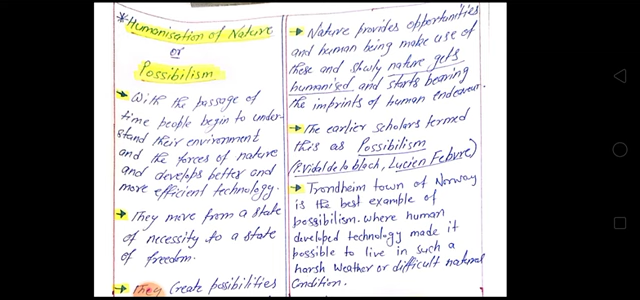 *Humanisation of Nature
or
Possibilism
→ With the passage of
time people begin to under-
stand their environment
and the forces of nature
and develops better and
more efficient technology.
→ They move from a state
of necessity to a state
of freedom.
→ They Create posibilities
→ Nature provides opportunities
and human being make use of
these and slowly nature gets
humanised and starts bearing
the imprints of human endeavour.
→ The earlier scholars termed
this as Possibilism
(P. Vidal de la blach, Lucien Febvre)
→ Trondheim town of Norway
is the best example of
possibilism. where human
developed technology made it
possible to live in such a
harsh weather or difficult natural
Condition.